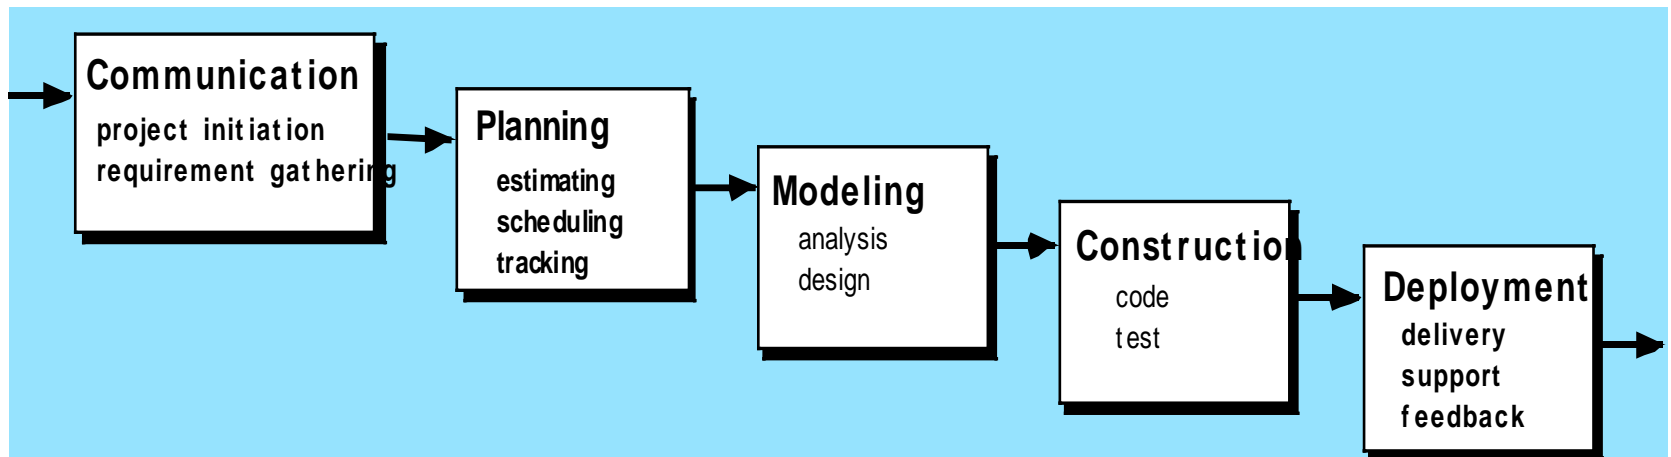 Communication
project initiation
requirement gathering
Planning
estimating
scheduling
tracking
Modeling
analysis
design
Construction
code
test
Deployment
delivery
support
feedback